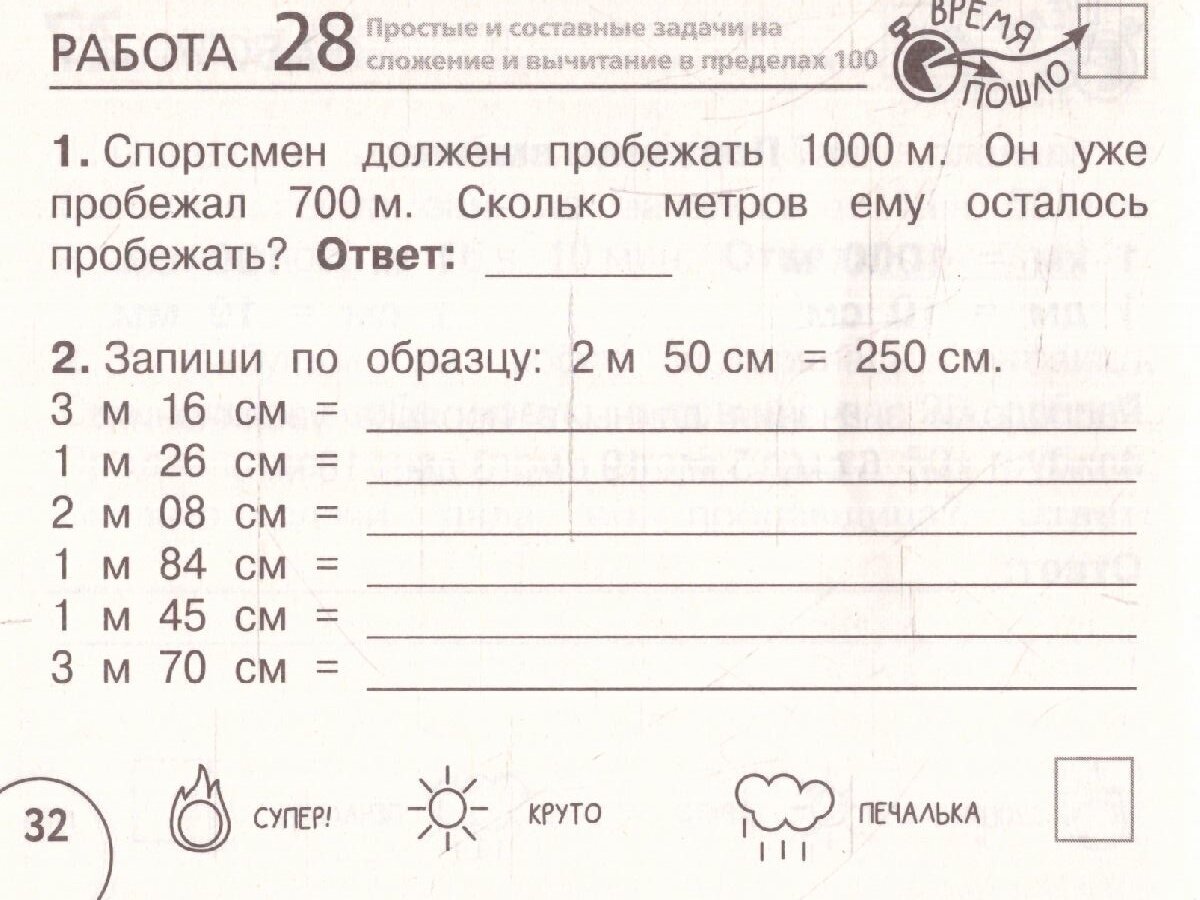 РАБОТА 28 Простые и составные задачи на
сложение и вычитание в пределах 100
ВРЕМЯ
ПОШЛО
1. Спортсмен должен пробежать 1000 м. Он уже
пробежал 700 м. Сколько метров ему осталось
пробежать? Ответ:
2. Запиши по образцу: 2 м 50 см = 250 см.
3 м 16 см =
1 м 26 см =
2 м 08 см =
1 м 84 см =
1 м 45 см =
3 м 70 см =
32 СУПЕР! КРУТО ПЕЧАЛЬКА